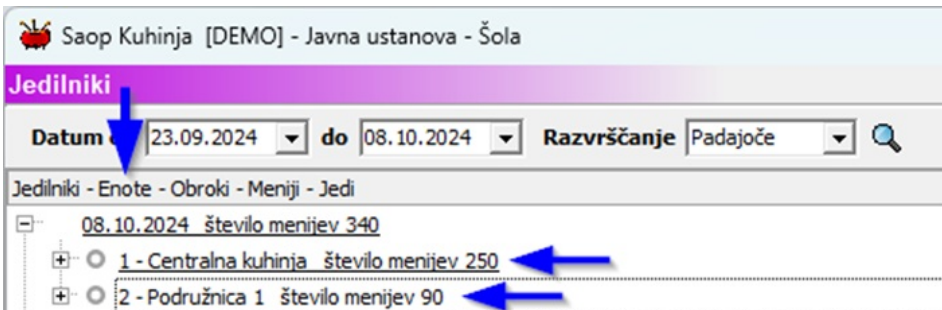 Saop Kuhinja [DEMO] - Javna ustanova - Šola
Jedilniki
Datum 23.09.2024 do 08.10.2024 Razvrščanje Padajoče
Jedilniki - Enote - Obroki - Meniji - Jedi
08.10.2024 število menijev 340
1 - Centralna kuhinja število menijev 250
2 - Podružnica 1 število menijev 90